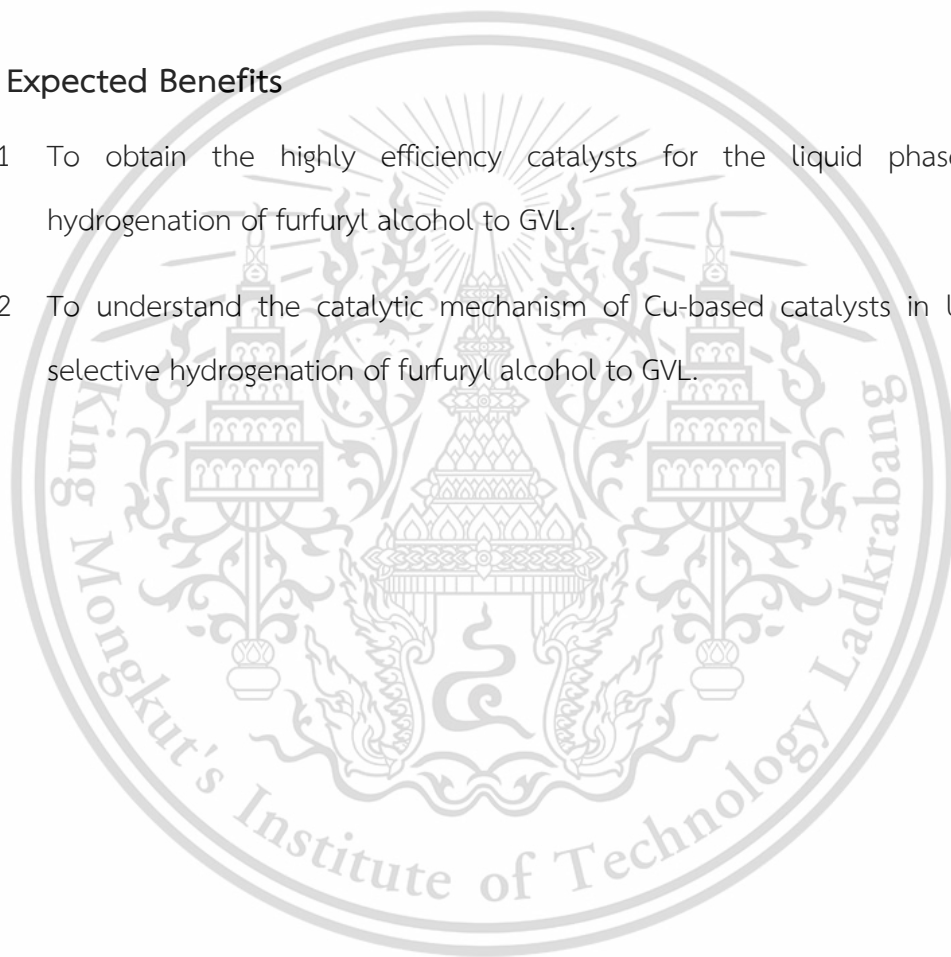 Expected Benefits
1 To obtain the highly efficiency catalysts for the liquid phase
hydrogenation of furfuryl alcohol to GVL.
2 To understand the catalytic mechanism of Cu-based catalysts in
selective hydrogenation of furfuryl alcohol to GVL.
King Mongkut's Institute of Technology Ladkrabang